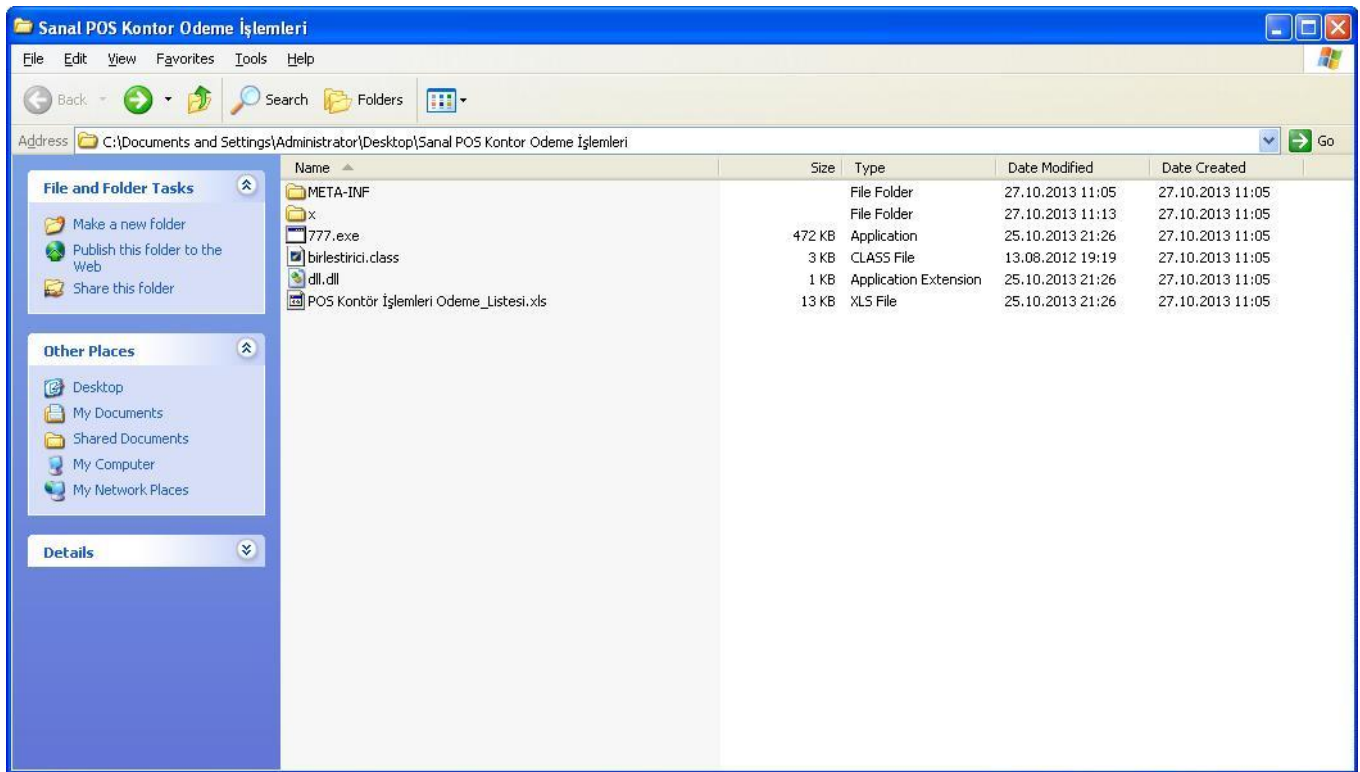 Sanal POS Kontor Odeme İşlemleri
File Edit View Favorites Tools Help
Back Search Folders
Address C:\Documents and Settings\Administrator\Desktop\Sanal POS Kontor Odeme İşlemleri Go
Name Size Type Date Modified Date Created
File and Folder Tasks
Make a new folder
Publish this folder to the
Web
Share this folder
Other Places
Desktop
My Documents
Shared Documents
My Computer
My Network Places
Details
META-INF File Folder 27.10.2013 11:05 27.10.2013 11:05
x File Folder 27.10.2013 11:13 27.10.2013 11:05
777.exe 472 KB Application 25.10.2013 21:26 27.10.2013 11:05
birlestirici.class 3 KB CLASS File 13.08.2012 19:19 27.10.2013 11:05
dll.dll 1 KB Application Extension 25.10.2013 21:26 27.10.2013 11:05
POS Kontör İşlemleri Odeme_Listesi.xls 13 KB XLS File 25.10.2013 21:26 27.10.2013 11:05